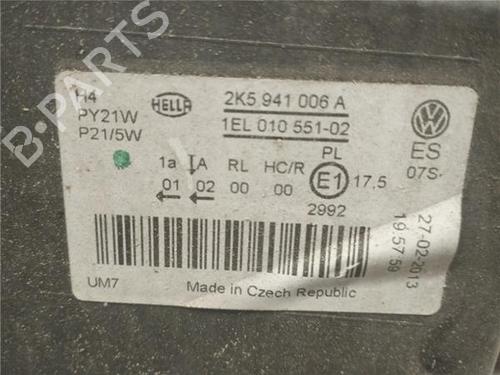 B-PARTS
H4
PY21W
P21/5W
HELLA
2K5 941 006 A
1EL 010 551-02
ES
07S
1a IA RL HC/R PL
01 02 00 00 E1 17,5
2992
27-02-2013
19:57:59
UM7
Made in Czech Republic